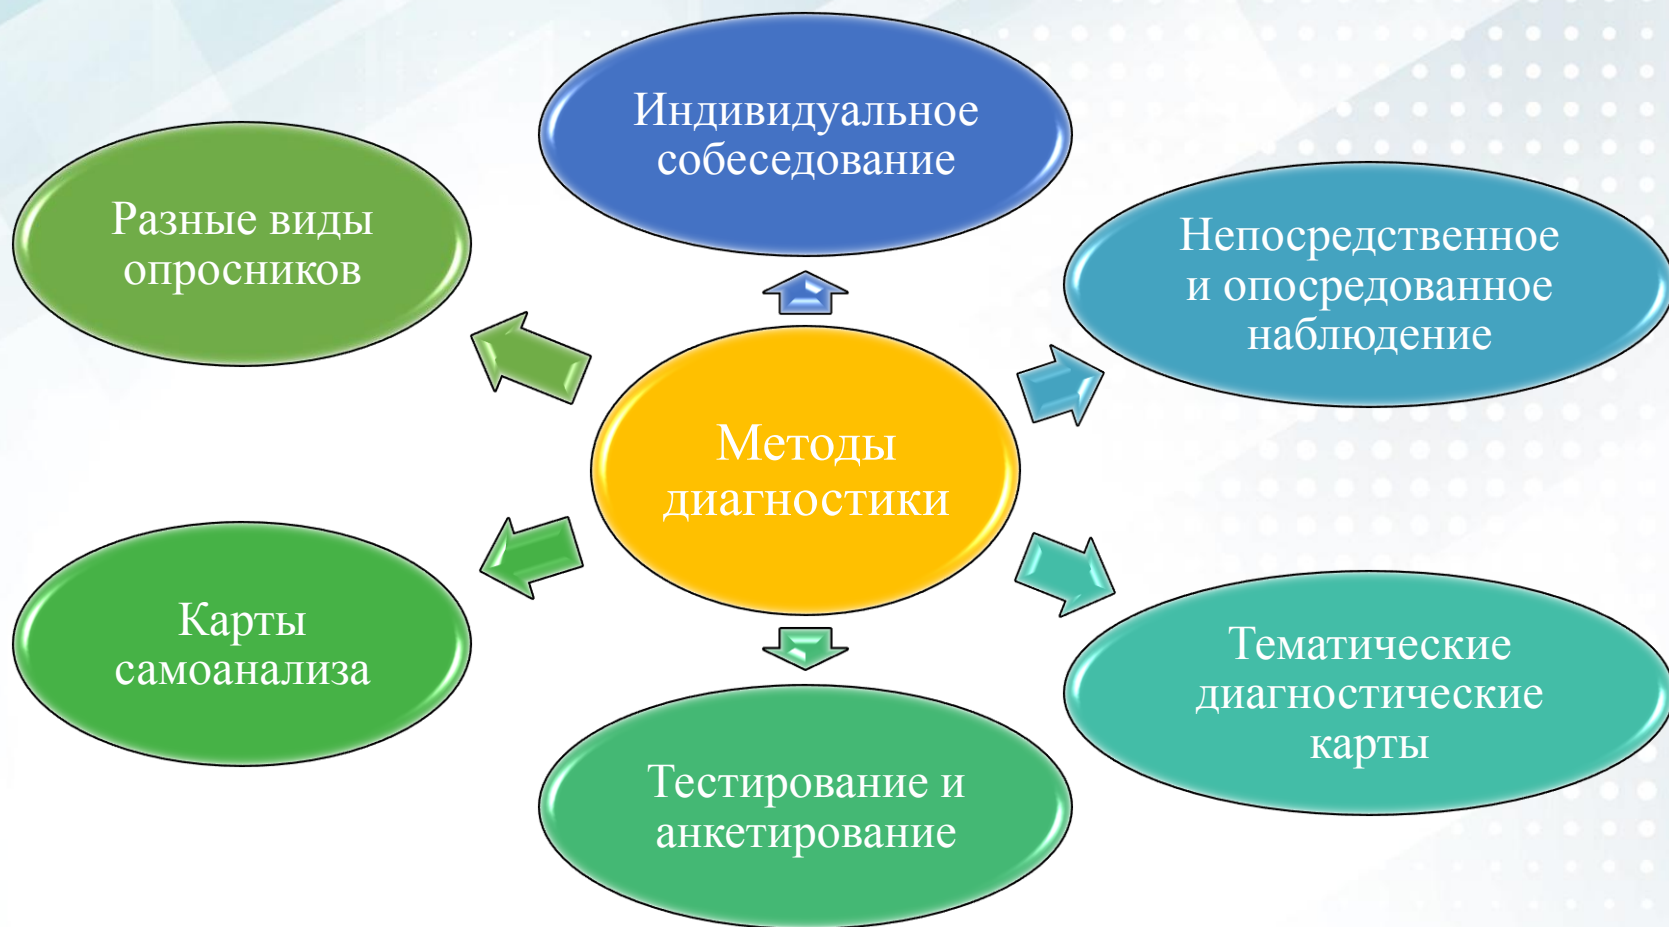 Индивидуальное
собеседование
Разные виды
опросников
Непосредственное
и опосредованное
наблюдение
Методы
диагностики
Карты
самоанализа
Тематические
диагностические
карты
Тестирование и
анкетирование